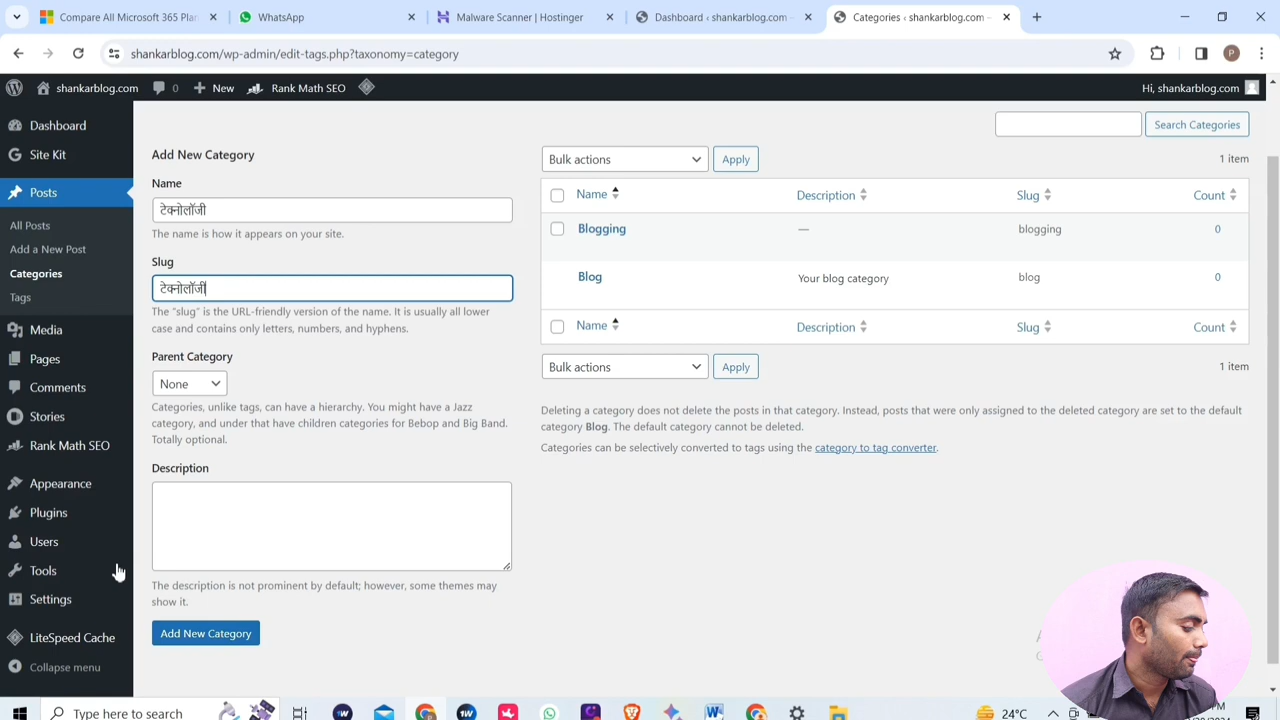 Compare All Microsoft 365 Plan
WhatsApp
Malware Scanner | Hostinger
Dashboard ‹ shankarblog.com –
Categories ‹ shankarblog.com –
shankarblog.com/wp-admin/edit-tags.php?taxonomy=category
P
shankarblog.com
0
New
Rank Math SEO
Hi, shankarblog.com
Dashboard
Site Kit
Posts
All Posts
Add a New Post
Categories
Tags
Media
Pages
Comments
Stories
Rank Math SEO
Appearance
Plugins
Users
Tools
Settings
LiteSpeed Cache
Collapse menu
Search Categories
Add New Category
Name
टेक्नोलॉजी
The name is how it appears on your site.
Slug
टेक्नोलॉजी
The "slug" is the URL-friendly version of the name. It is usually all lower
case and contains only letters, numbers, and hyphens.
Parent Category
None
Categories, unlike tags, can have a hierarchy. You might have a Jazz
category, and under that have children categories for Bebop and Big Band.
Totally optional.
Description
The description is not prominent by default; however, some themes may
show it.
Add New Category
Bulk actions
Apply
1 item
Name
Description
Slug
Count
Blogging
—
blogging
0
Blog
Your blog category
blog
0
Name
Description
Slug
Count
Bulk actions
Apply
1 item
Deleting a category does not delete the posts in that category. Instead, posts that were only assigned to the deleted category are set to the default
category Blog. The default category cannot be deleted.
Categories can be selectively converted to tags using the category to tag converter.
Type here to search
24°C